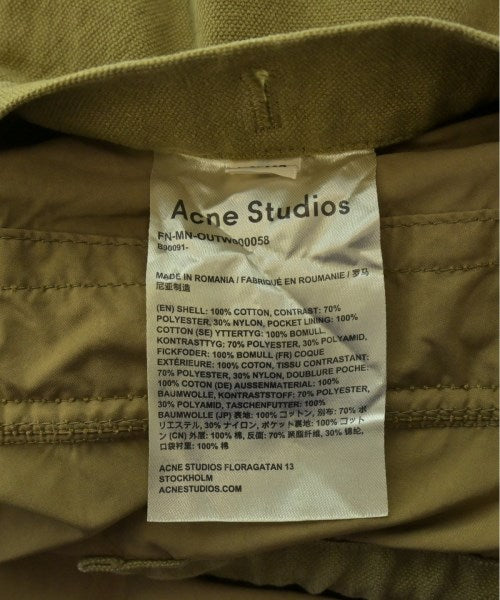 Acne Studios
FN-MN-OUTW000058
B90091-
MADE IN ROMANIA / FABRIQUÉ EN ROUMANIE / 罗马
尼亚制造
(EN) SHELL: 100% COTTON, CONTRAST: 70%
POLYESTER, 30% NYLON, POCKET LINING: 100%
COTTON (SE) YTTERTYG: 100% BOMULL.
KONTRASTTYG: 70% POLYESTER, 30% POLYAMID,
FICKFODER: 100% BOMULL (FR) COQUE
EXTÉRIEURE: 100% COTON, TISSU CONTRASTANT:
70% POLYESTER, 30% NYLON, DOUBLURE POCHE:
100% COTON (DE) AUSSENMATERIAL: 100%
BAUMWOLLE, KONTRASTSTOFF: 70% POLYESTER,
30% POLYAMID, TASCHENFUTTER: 100%
BAUMWOLLE (JP) 表地: 100% コットン, 別布: 70% ポ
リエステル, 30% ナイロン, ポケット裏地: 100% コット
ン (CN) 外层: 100% 棉, 反面: 70% 聚酯纤维, 30% 锦纶,
口袋衬里: 100% 棉
ACNE STUDIOS FLORAGATAN 13
STOCKHOLM
ACNESTUDIOS.COM